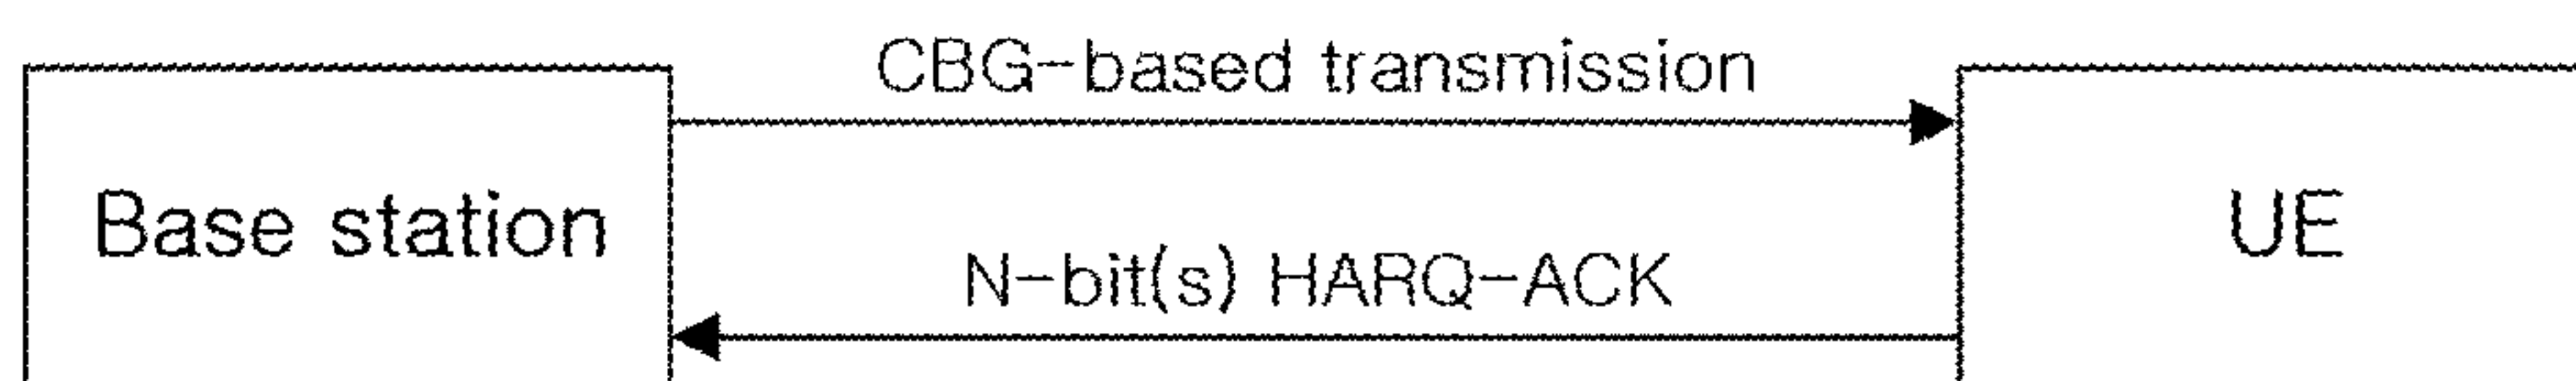 CBG-based transmission
Base station
UE
N-bit(s) HARQ-ACK